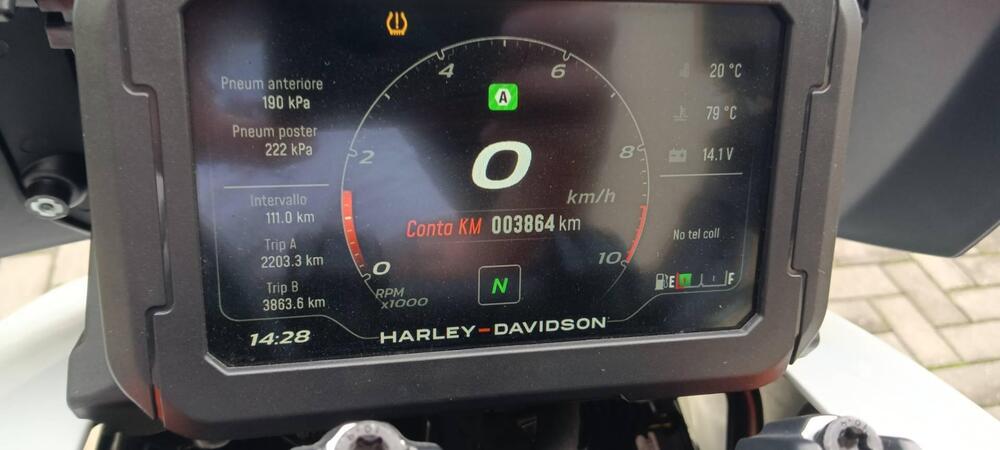 Pneum anteriore
190 kPa
Pneum poster
222 kPa
Intervallo
111.0 km
Trip A
2203.3 km
Trip B
3863.6 km
14:28
0
2
4
6
8
10
RPM
x1000
A
0
km/h
Conta KM 003864 km
N
HARLEY-DAVIDSON
20 °C
79 °C
14.1 V
No tel coll
E F